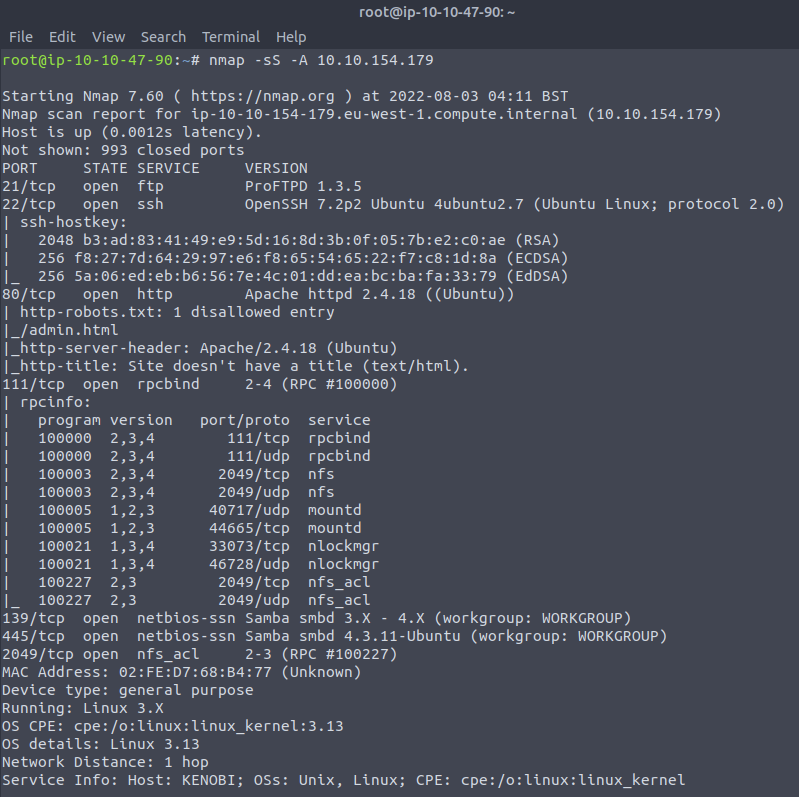 root@ip-10-10-47-90: ~
File Edit View Search Terminal Help
root@ip-10-10-47-90:~# nmap -sS -A 10.10.154.179
Starting Nmap 7.60 ( https://nmap.org ) at 2022-08-03 04:11 BST
Nmap scan report for ip-10-10-154-179.eu-west-1.compute.internal (10.10.154.179)
Host is up (0.0012s latency).
Not shown: 993 closed ports
PORT     STATE SERVICE     VERSION
21/tcp   open  ftp         ProFTPD 1.3.5
22/tcp   open  ssh         OpenSSH 7.2p2 Ubuntu 4ubuntu2.7 (Ubuntu Linux; protocol 2.0)
| ssh-hostkey:
|   2048 b3:ad:83:41:49:e9:5d:16:8d:3b:0f:05:7b:e2:c0:ae (RSA)
|   256 f8:27:7d:64:29:97:e6:f8:65:54:65:22:f7:c8:1d:8a (ECDSA)
|_  256 5a:06:ed:eb:b6:56:7e:4c:01:dd:ea:bc:ba:fa:33:79 (EdDSA)
80/tcp   open  http        Apache httpd 2.4.18 ((Ubuntu))
| http-robots.txt: 1 disallowed entry
|_/admin.html
|_http-server-header: Apache/2.4.18 (Ubuntu)
|_http-title: Site doesn't have a title (text/html).
111/tcp  open  rpcbind     2-4 (RPC #100000)
| rpcinfo:
|   program version   port/proto  service
|   100000  2,3,4        111/tcp  rpcbind
|   100000  2,3,4        111/udp  rpcbind
|   100003  2,3,4       2049/tcp  nfs
|   100003  2,3,4       2049/udp  nfs
|   100005  1,2,3      40717/udp  mountd
|   100005  1,2,3      44665/tcp  mountd
|   100021  1,3,4      33073/tcp  nlockmgr
|   100021  1,3,4      46728/udp  nlockmgr
|   100227  2,3         2049/tcp  nfs_acl
|_  100227  2,3         2049/udp  nfs_acl
139/tcp  open  netbios-ssn Samba smbd 3.X - 4.X (workgroup: WORKGROUP)
445/tcp  open  netbios-ssn Samba smbd 4.3.11-Ubuntu (workgroup: WORKGROUP)
2049/tcp open  nfs_acl     2-3 (RPC #100227)
MAC Address: 02:FE:D7:68:B4:77 (Unknown)
Device type: general purpose
Running: Linux 3.X
OS CPE: cpe:/o:linux:linux_kernel:3.13
OS details: Linux 3.13
Network Distance: 1 hop
Service Info: Host: KENOBI; OSs: Unix, Linux; CPE: cpe:/o:linux:linux_kernel